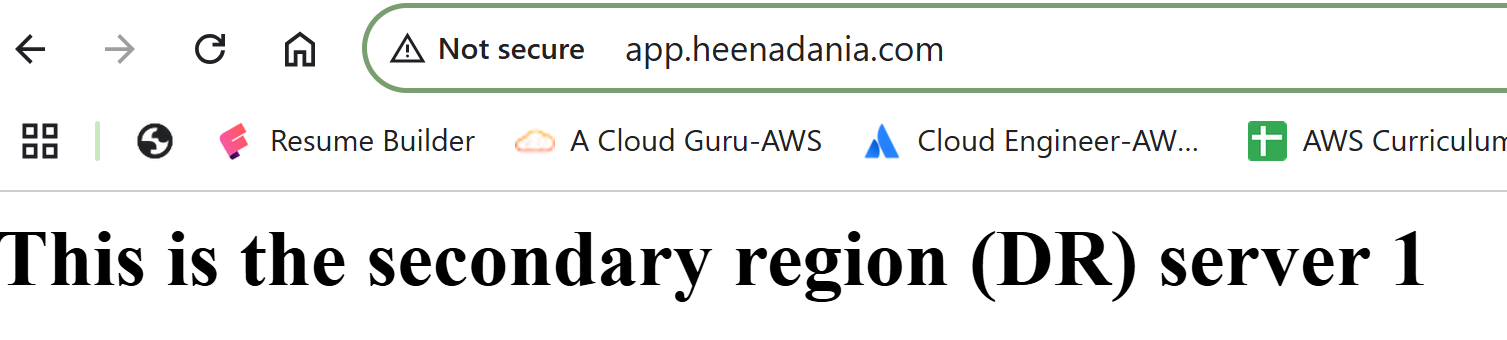 Not secure app.heenadania.com
Resume Builder A Cloud Guru-AWS Cloud Engineer-AW... AWS Curriculum
This is the secondary region (DR) server 1